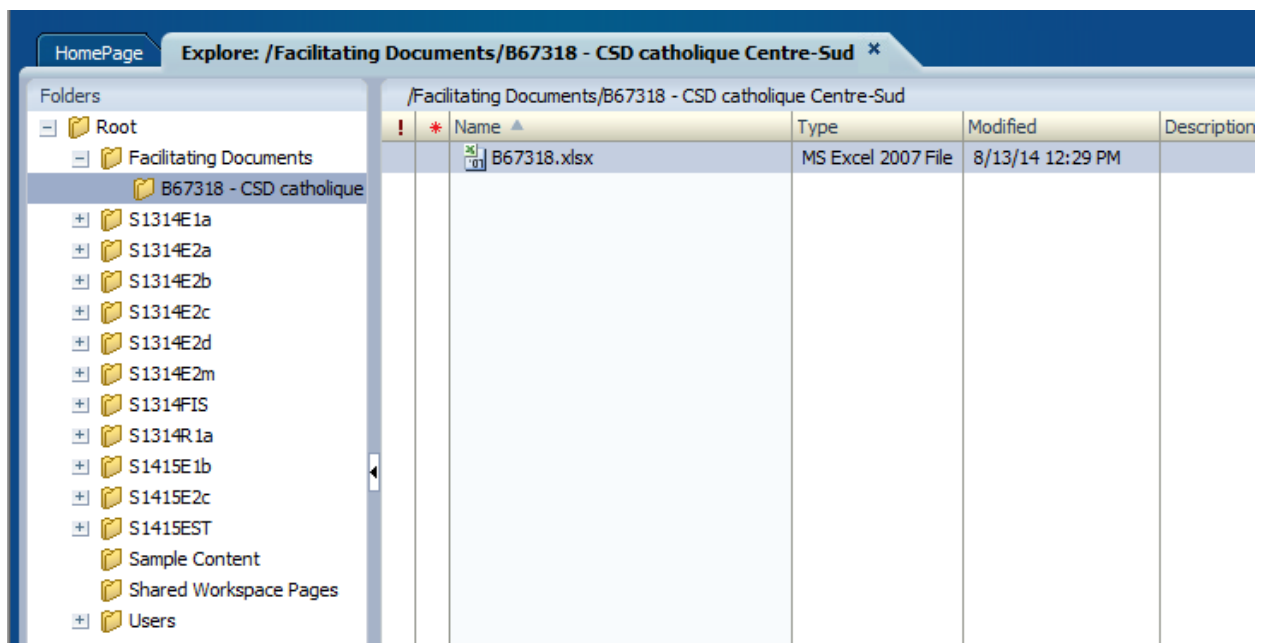 HomePage Explore: /Facilitating Documents/B67318 - CSD catholique Centre-Sud ×
Folders
Root
Facilitating Documents
B67318 - CSD catholique
S1314E1a
S1314E2a
S1314E2b
S1314E2c
S1314E2d
S1314E2m
S1314FIS
S1314R1a
S1415E1b
S1415E2c
S1415EST
Sample Content
Shared Workspace Pages
Users
/Facilitating Documents/B67318 - CSD catholique Centre-Sud
! * Name Type Modified Description
B67318.xlsx MS Excel 2007 File 8/13/14 12:29 PM